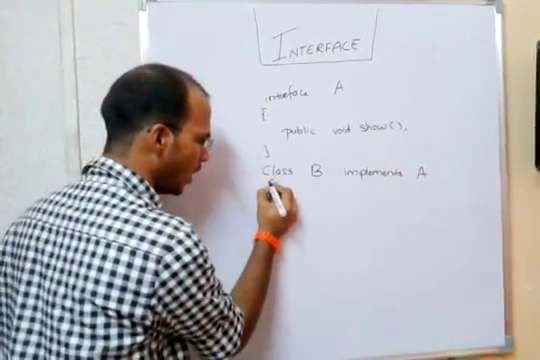 INTERFACE
interface A
{
public void show();
}
Class B implements A
{